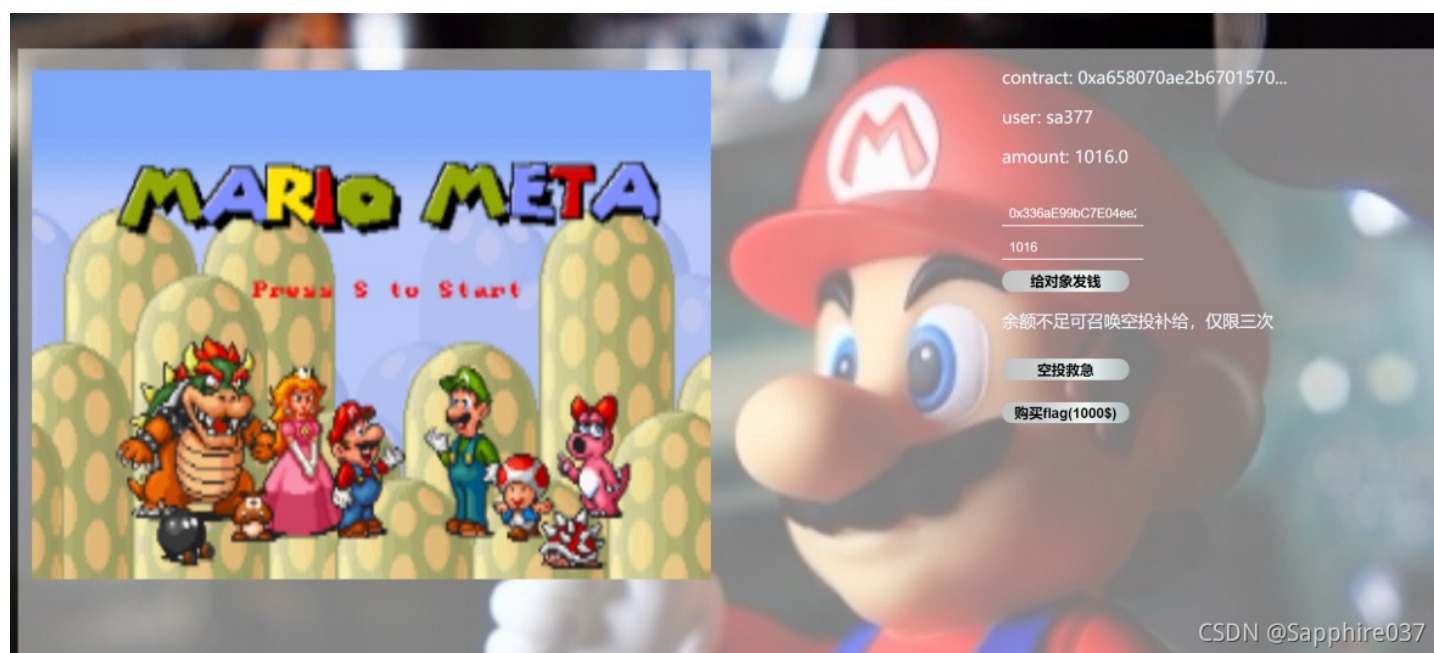 MARIO META
Press S to Start
M
contract: 0xa658070ae2b6701570...
user: sa377
amount: 1016.0
0x336aE99bC7E04ee
1016
给对象发钱
余额不足可召唤空投补给，仅限三次
空投救急
购买flag(1000$)
CSDN @Sapphire037